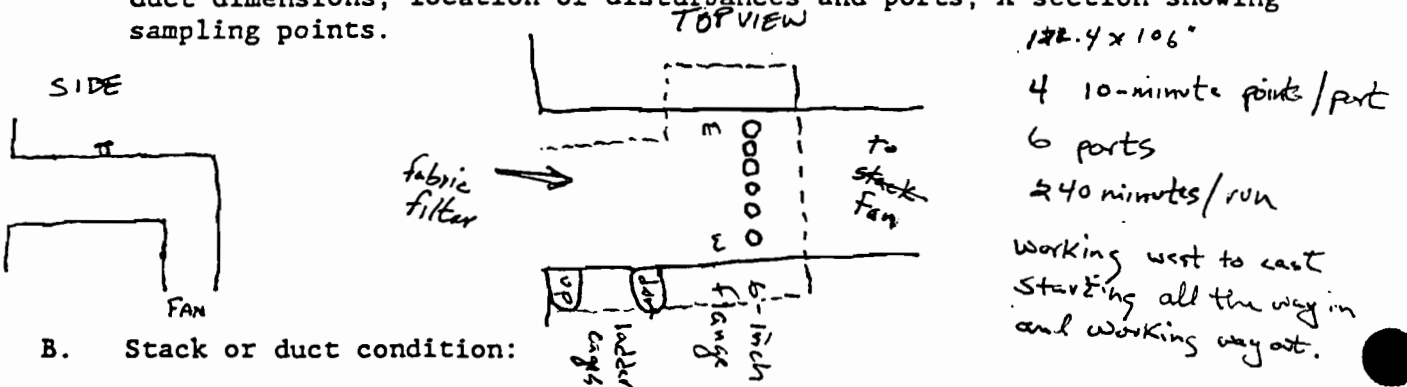 duct dimensions, location of disturbances and ports, x section showing
sampling points.
TOP VIEW
SIDE
FAN
fabric
filter
E
to
stack
Fan
up
dwn
ladder
cages
6-inch
flange
4 10-minute points/port
6 ports
240 minutes/run
working west to east
starting all the way in
and working way out.
B. Stack or duct condition: